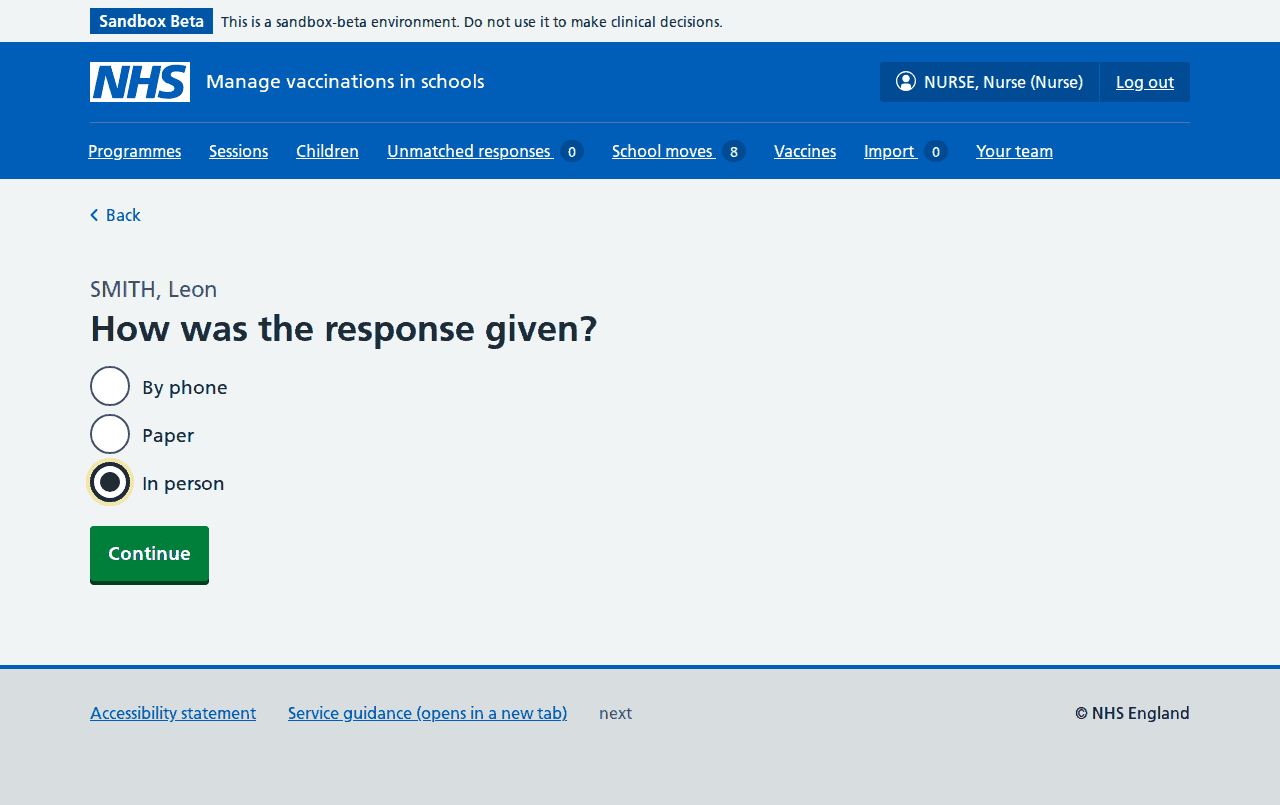 Sandbox Beta This is a sandbox-beta environment. Do not use it to make clinical decisions.
NHS Manage vaccinations in schools NURSE, Nurse (Nurse) Log out
Programmes Sessions Children Unmatched responses 0 School moves 8 Vaccines Import 0 Your team
Back
SMITH, Leon
How was the response given?
By phone
Paper
In person
Continue
Accessibility statement Service guidance (opens in a new tab) next © NHS England